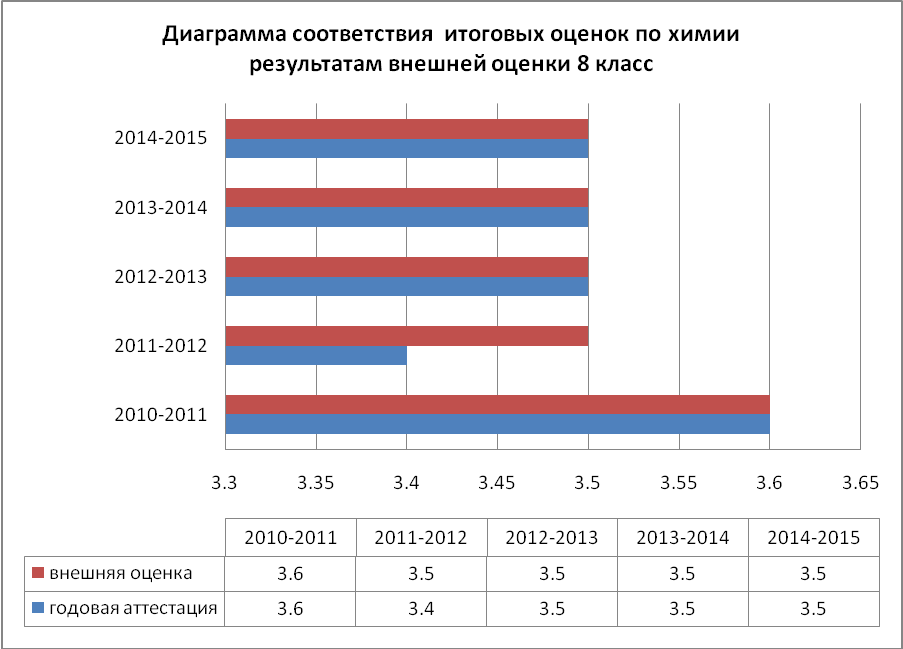 Диаграмма соответствия итоговых оценок по химии
результатам внешней оценки 8 класс
2014-2015
2013-2014
2012-2013
2011-2012
2010-2011
3.3 3.35 3.4 3.45 3.5 3.55 3.6 3.65
2010-2011 2011-2012 2012-2013 2013-2014 2014-2015
внешняя оценка 3.6 3.5 3.5 3.5 3.5
годовая аттестация 3.6 3.4 3.5 3.5 3.5